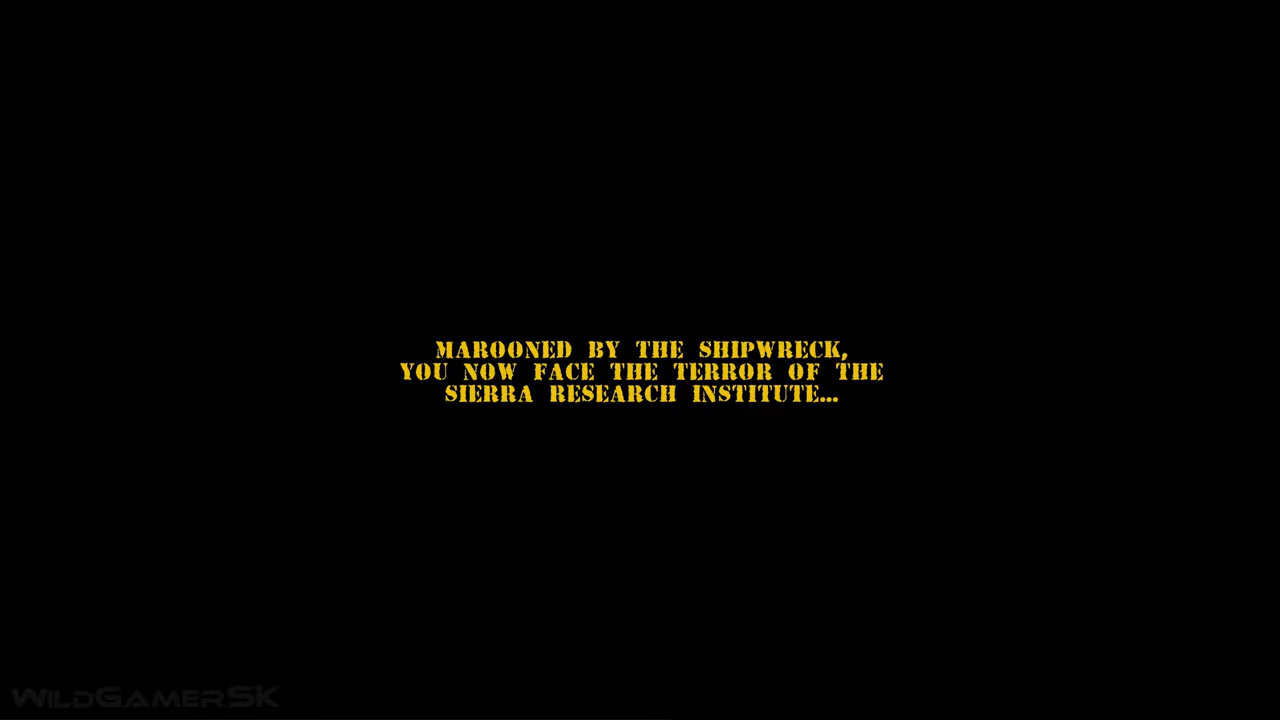 MAROONED BY THE SHIPWRECK,
YOU NOW FACE THE TERROR OF THE
SIERRA RESEARCH INSTITUTE...
WILDGAMERSK